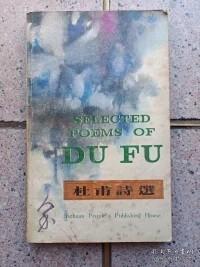 SELECTED
POEMS OF
DU FU
杜甫詩選
Sichuan People's Publishing House